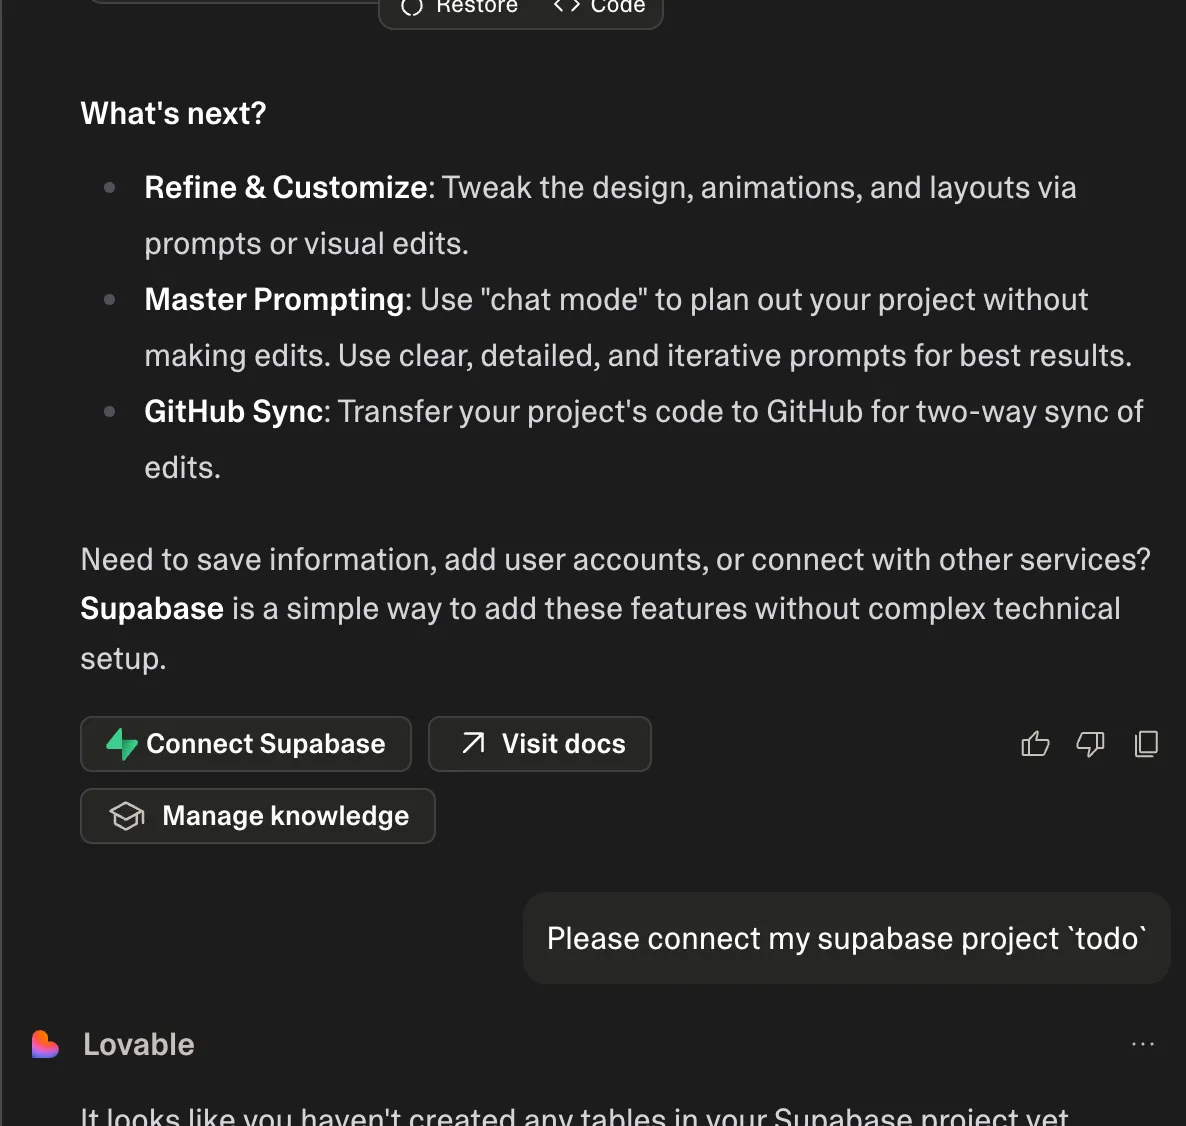 Restore <> Code
What's next?
Refine & Customize: Tweak the design, animations, and layouts via
prompts or visual edits.
Master Prompting: Use "chat mode" to plan out your project without
making edits. Use clear, detailed, and iterative prompts for best results.
GitHub Sync: Transfer your project's code to GitHub for two-way sync of
edits.
Need to save information, add user accounts, or connect with other services?
Supabase is a simple way to add these features without complex technical
setup.
Connect Supabase Visit docs
Manage knowledge
Please connect my supabase project `todo`
Lovable ...
It looks like you haven't created any tables in your Supabase project yet